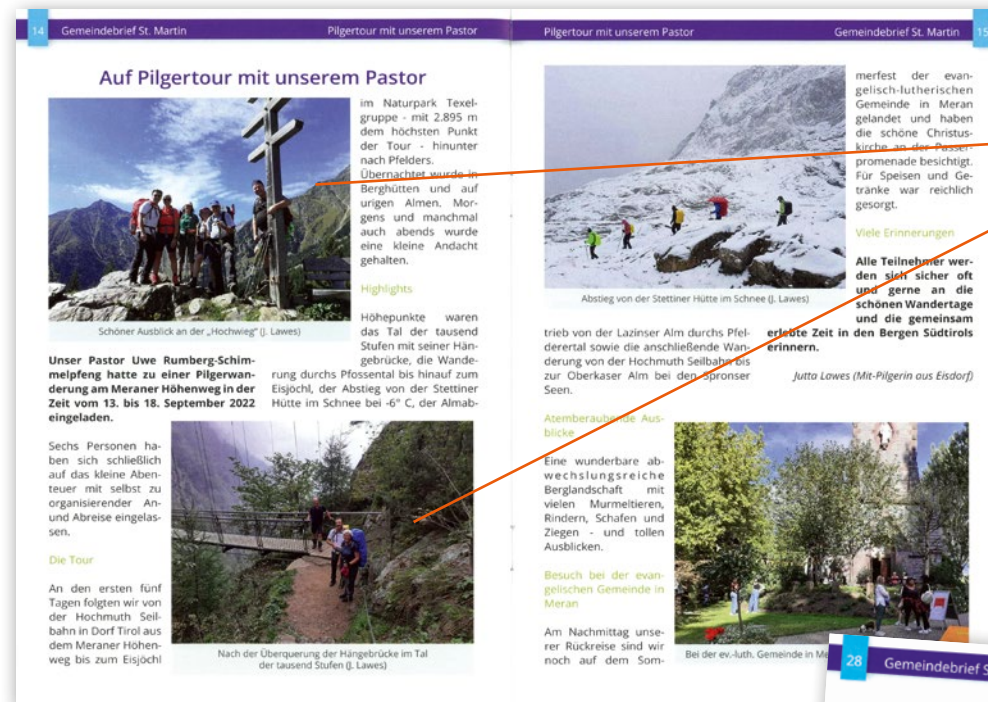 14 Gemeindebrief St. Martin Pilgertour mit unserem Pastor
Auf Pilgertour mit unserem Pastor
Schöner Ausblick an der „Hochwieg" (J. Lawes)
Unser Pastor Uwe Rumberg-Schim-
melpfeng hatte zu einer Pilgerwan-
derung am Meraner Höhenweg in der
Zeit vom 13. bis 18. September 2022
eingeladen.
Sechs Personen ha-
ben sich schließlich
auf das kleine Aben-
teuer mit selbst zu
organisierender An-
und Abreise eingelas-
sen.
Die Tour
An den ersten fünf
Tagen folgten wir von
der Hochmuth Seil-
bahn in Dorf Tirol aus
dem Meraner Höhen-
weg bis zum Eisjöchl
im Naturpark Texel-
gruppe - mit 2.895 m
dem höchsten Punkt
der Tour - hinunter
nach Pfelders.
Übernachtet wurde in
Berghütten und auf
urigen Almen. Mor-
gens und manchmal
auch abends wurde
eine kleine Andacht
gehalten.
Highlights
Höhepunkte waren
das Tal der tausend
Stufen mit seiner Hän-
gebrücke, die Wande-
rung durchs Pfossental bis hinauf zum
Eisjöchl, der Abstieg von der Stettiner
Hütte im Schnee bei -6° C, der Almab-
Nach der Überquerung der Hängebrücke im Tal
der tausend Stufen (J. Lawes)
Pilgertour mit unserem Pastor Gemeindebrief St. Martin 15
Abstieg von der Stettiner Hütte im Schnee (J. Lawes)
trieb von der Lazinser Alm durchs Pfel-
derertal sowie die anschließende Wan-
derung von der Hochmuth Seilbahn bis
zur Oberkaser Alm bei den Spronser
Seen.
Atemberaubende Aus-
blicke
Eine wunderbare ab-
wechslungsreiche
Berglandschaft mit
vielen Murmeltieren,
Rindern, Schafen und
Ziegen - und tollen
Ausblicken.
Besuch bei der evan-
gelischen Gemeinde in
Meran
Am Nachmittag unse-
rer Rückreise sind wir
noch auf dem Som-
merfest der evan-
gelisch-lutherischen
Gemeinde in Meran
gelandet und haben
die schöne Christus-
kirche an der Passer-
promenade besichtigt.
Für Speisen und Ge-
tränke war reichlich
gesorgt.
Viele Erinnerungen
Alle Teilnehmer wer-
den sich sicher oft
und gerne an die
schönen Wandertage
und die gemeinsam
erlebte Zeit in den Bergen Südtirols
erinnern.
Jutta Lawes (Mit-Pilgerin aus Eisdorf)
Bei der ev.-luth. Gemeinde in
28 Gemeindebrief